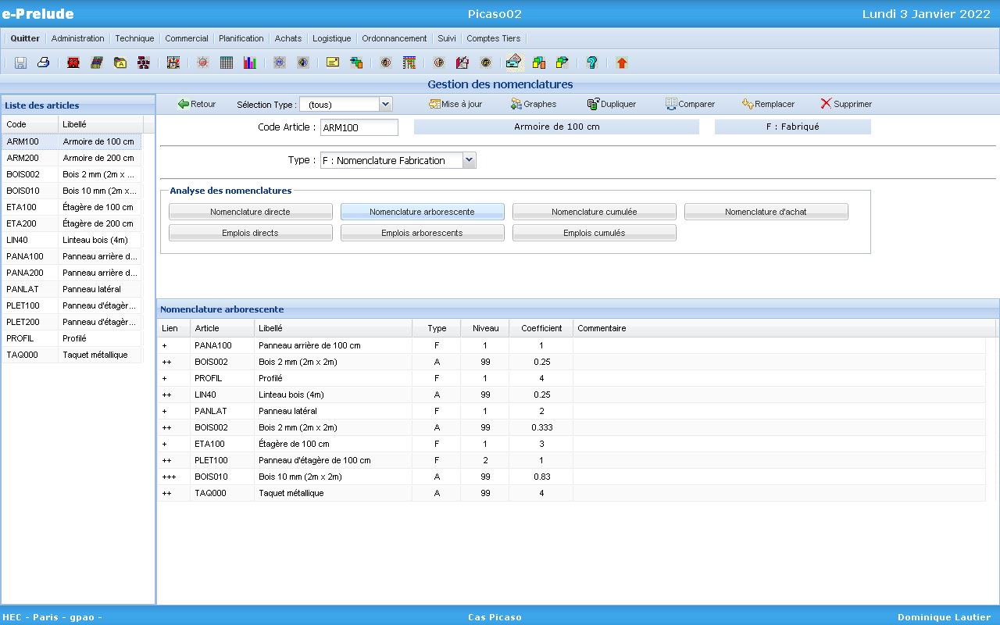 e-Prelude Picaso02 Lundi 3 Janvier 2022
Quitter Administration Technique Commercial Planification Achats Logistique Ordonnancement Suivi Comptes Tiers
Gestion des nomenclatures
Liste des articles
Code Libellé
ARM100 Armoire de 100 cm
ARM200 Armoire de 200 cm
BOIS002 Bois 2 mm (2m x ...
BOIS010 Bois 10 mm (2m x...
ETA100 Étagère de 100 cm
ETA200 Étagère de 200 cm
LIN40 Linteau bois (4m)
PANA100 Panneau arrière d...
PANA200 Panneau arrière d...
PANLAT Panneau latéral
PLET100 Panneau d'étagèr...
PLET200 Panneau d'étagèr...
PROFIL Profilé
TAQ000 Taquet métallique
Retour Sélection Type : (tous) Mise à jour Graphes Dupliquer Comparer Remplacer Supprimer
Code Article : ARM100 Armoire de 100 cm F : Fabriqué
Type : F : Nomenclature Fabrication
Analyse des nomenclatures
Nomenclature directe Nomenclature arborescente Nomenclature cumulée Nomenclature d'achat
Emplois directs Emplois arborescents Emplois cumulés
Nomenclature arborescente
Lien Article Libellé Type Niveau Coefficient Commentaire
+ PANA100 Panneau arrière de 100 cm F 1 1
++ BOIS002 Bois 2 mm (2m x 2m) A 99 0.25
+ PROFIL Profilé F 1 4
++ LIN40 Linteau bois (4m) A 99 0.25
+ PANLAT Panneau latéral F 1 2
++ BOIS002 Bois 2 mm (2m x 2m) A 99 0.333
+ ETA100 Étagère de 100 cm F 1 3
++ PLET100 Panneau d'étagère de 100 cm F 2 1
+++ BOIS010 Bois 10 mm (2m x 2m) A 99 0.83
++ TAQ000 Taquet métallique A 99 4
HEC - Paris - gpao - Cas Picaso Dominique Lautier